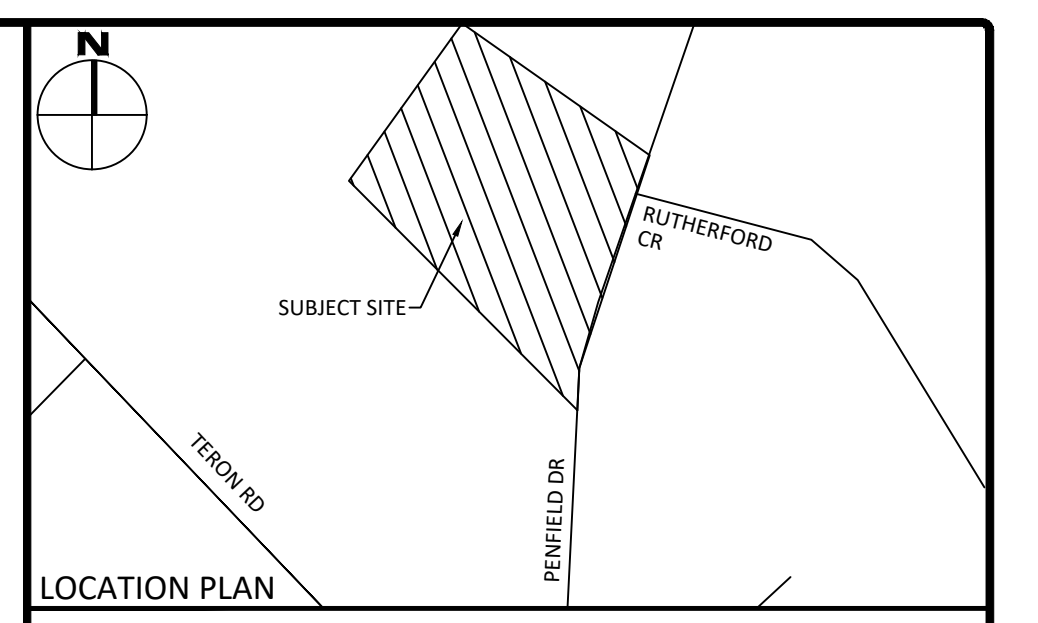 N
RUTHERFORD
CR
SUBJECT SITE
TERON RD
PENFIELD DR
LOCATION PLAN